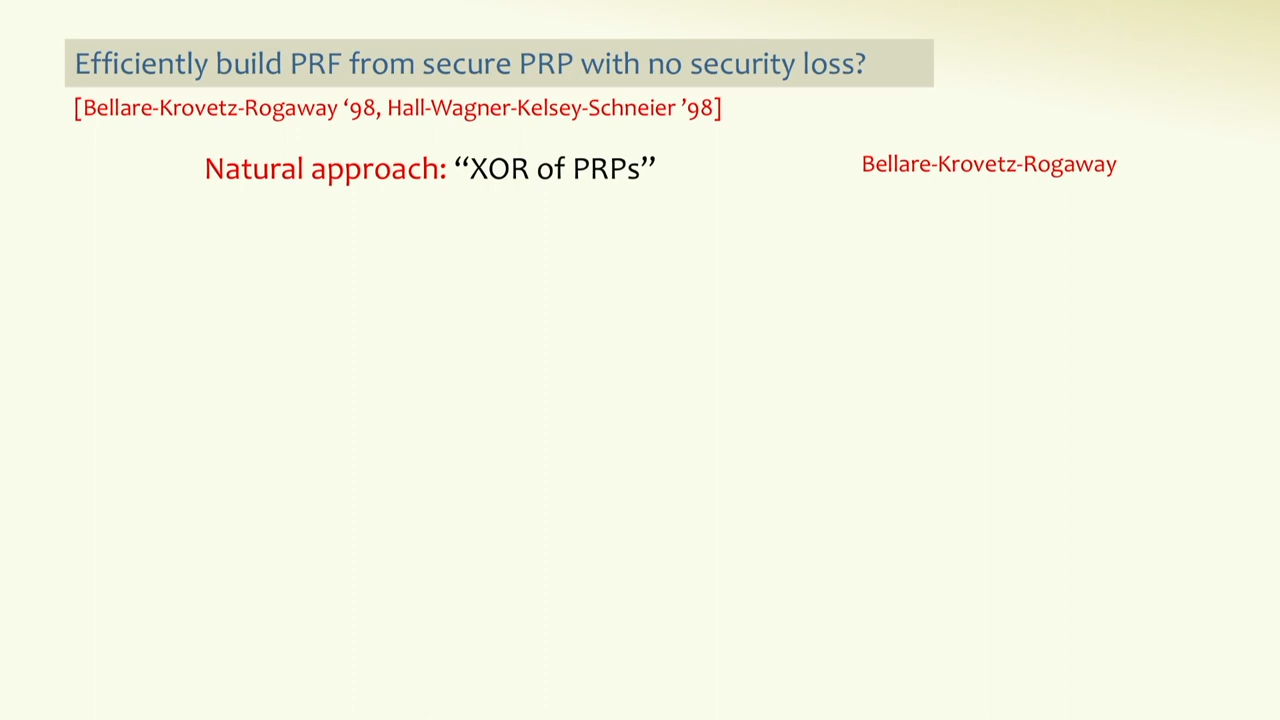 Efficiently build PRF from secure PRP with no security loss?
[Bellare-Krovetz-Rogaway ‘98, Hall-Wagner-Kelsey-Schneier ’98]
Natural approach: “XOR of PRPs”
Bellare-Krovetz-Rogaway